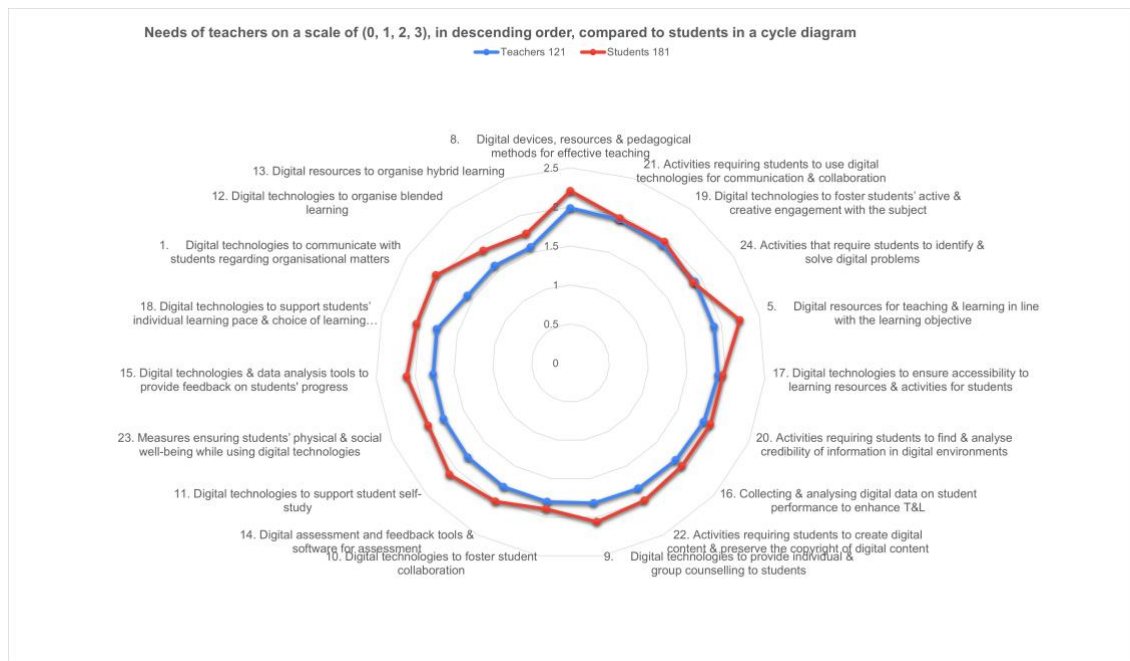 Needs of teachers on a scale of (0, 1, 2, 3), in descending order, compared to students in a cycle diagram
Teachers 121 Students 181
8. Digital devices, resources & pedagogical
methods for effective teaching
21. Activities requiring students to use digital
technologies for communication & collaboration
19. Digital technologies to foster students' active &
creative engagement with the subject
24. Activities that require students to identify &
solve digital problems
5. Digital resources for teaching & learning in line
with the learning objective
17. Digital technologies to ensure accessibility to
learning resources & activities for students
20. Activities requiring students to find & analyse
credibility of information in digital environments
16. Collecting & analysing digital data on student
performance to enhance T&L
22. Activities requiring students to create digital
content & preserve the copyright of digital content
9. Digital technologies to provide individual &
group counselling to students
10. Digital technologies to foster student
collaboration
14. Digital assessment and feedback tools &
software for assessment
11. Digital technologies to support student self-
study
23. Measures ensuring students' physical & social
well-being while using digital technologies
15. Digital technologies & data analysis tools to
provide feedback on students' progress
18. Digital technologies to support students'
individual learning pace & choice of learning…
1. Digital technologies to communicate with
students regarding organisational matters
12. Digital technologies to organise blended
learning
13. Digital resources to organise hybrid learning
2.5
2
1.5
1
0.5
0